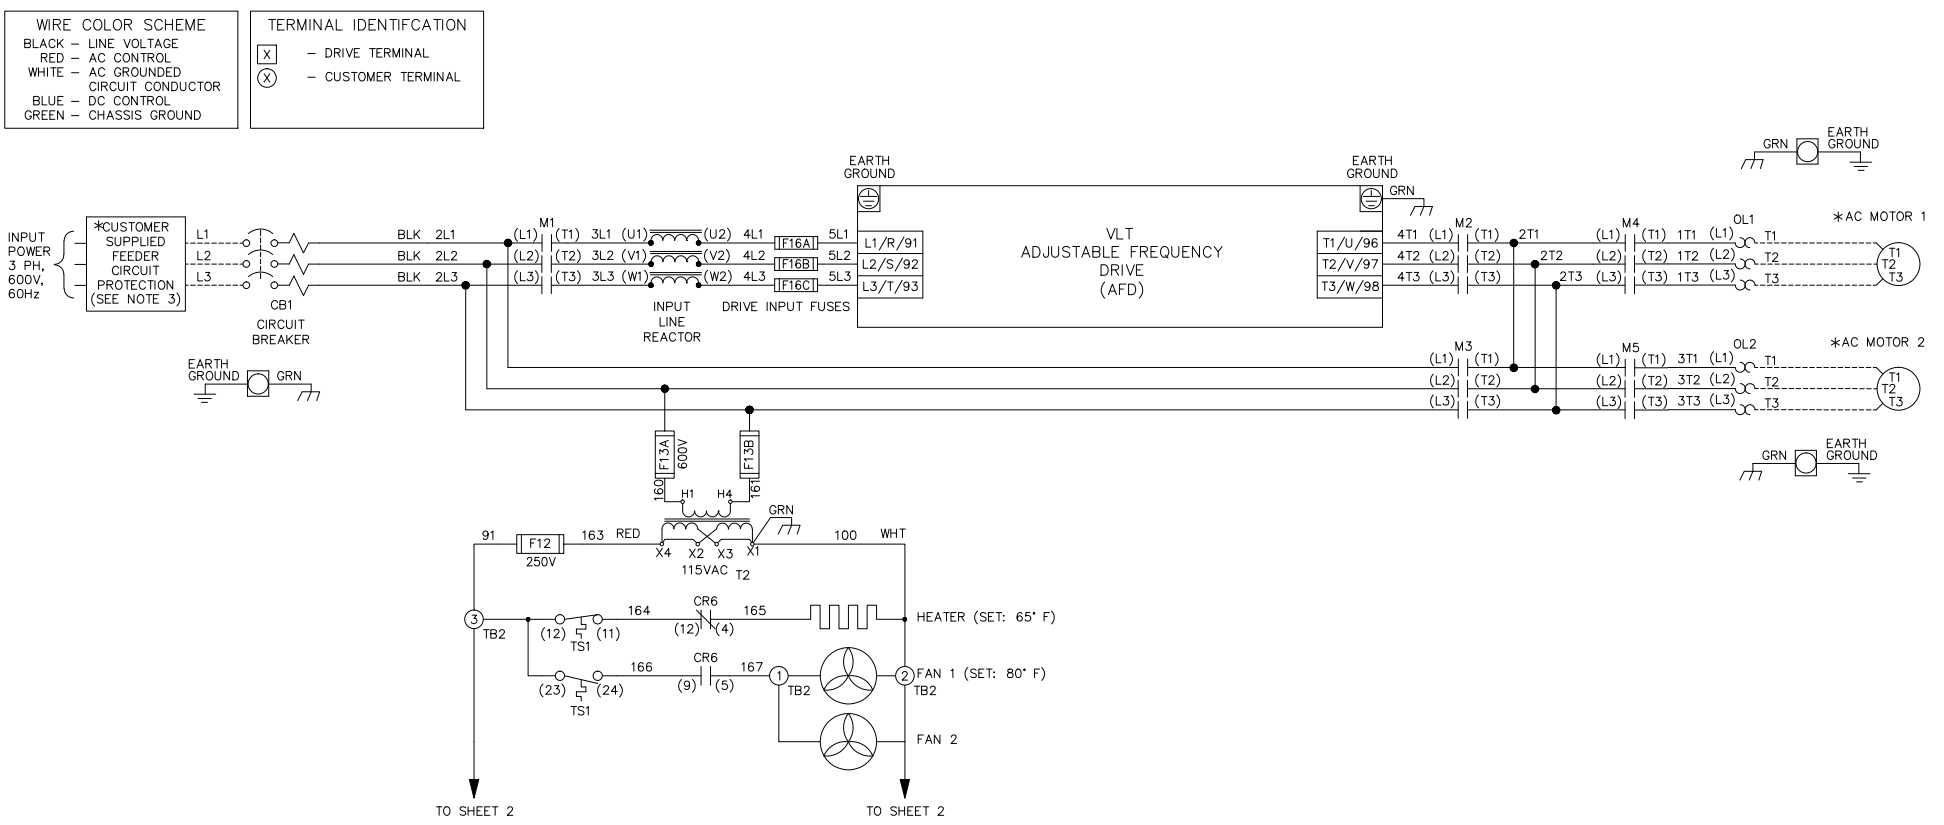 WIRE COLOR SCHEME
BLACK – LINE VOLTAGE
RED – AC CONTROL
WHITE – AC GROUNDED
CIRCUIT CONDUCTOR
BLUE – DC CONTROL
GREEN – CHASSIS GROUND
TERMINAL IDENTIFCATION
X – DRIVE TERMINAL
X – CUSTOMER TERMINAL
INPUT
POWER
3 PH,
600V,
60Hz
*CUSTOMER
SUPPLIED
FEEDER
CIRCUIT
PROTECTION
(SEE NOTE 3)
L1
L2
L3
CB1
CIRCUIT
BREAKER
EARTH
GROUND
GRN
BLK 2L1
BLK 2L2
BLK 2L3
M1
(L1) (T1) 3L1 (U1) (U2) 4L1 F16A 5L1
(L2) (T2) 3L2 (V1) (V2) 4L2 F16B 5L2
(L3) (T3) 3L3 (W1) (W2) 4L3 F16C 5L3
INPUT
LINE
REACTOR
DRIVE INPUT FUSES
EARTH
GROUND
L1/R/91
L2/S/92
L3/T/93
VLT
ADJUSTABLE FREQUENCY
DRIVE
(AFD)
EARTH
GROUND
GRN
T1/U/96
T2/V/97
T3/W/98
M2
4T1 (L1) (T1) 2T1
4T2 (L2) (T2) 2T2
4T3 (L3) (T3) 2T3
M4
(L1) (T1) 1T1 (L1)
(L2) (T2) 1T2 (L2)
(L3) (T3) 1T3 (L3)
OL1
T1
T2
T3
*AC MOTOR 1
T1
T2
T3
GRN
EARTH
GROUND
M3
(L1) (T1)
(L2) (T2)
(L3) (T3)
M5
(L1) (T1) 3T1 (L1)
(L2) (T2) 3T2 (L2)
(L3) (T3) 3T3 (L3)
OL2
T1
T2
T3
*AC MOTOR 2
T1
T2
T3
GRN
EARTH
GROUND
F13A
600V
F13B
160
161
H1 H4
GRN
91
F12
250V
163 RED
X4 X2 X3 X1
115VAC T2
100 WHT
3
TB2
(12) (11)
TS1
164
CR6
(12) (4)
165
HEATER (SET: 65° F)
(23) (24)
TS1
166
CR6
(9) (5)
167
1
TB2
2
TB2
FAN 1 (SET: 80° F)
FAN 2
TO SHEET 2
TO SHEET 2